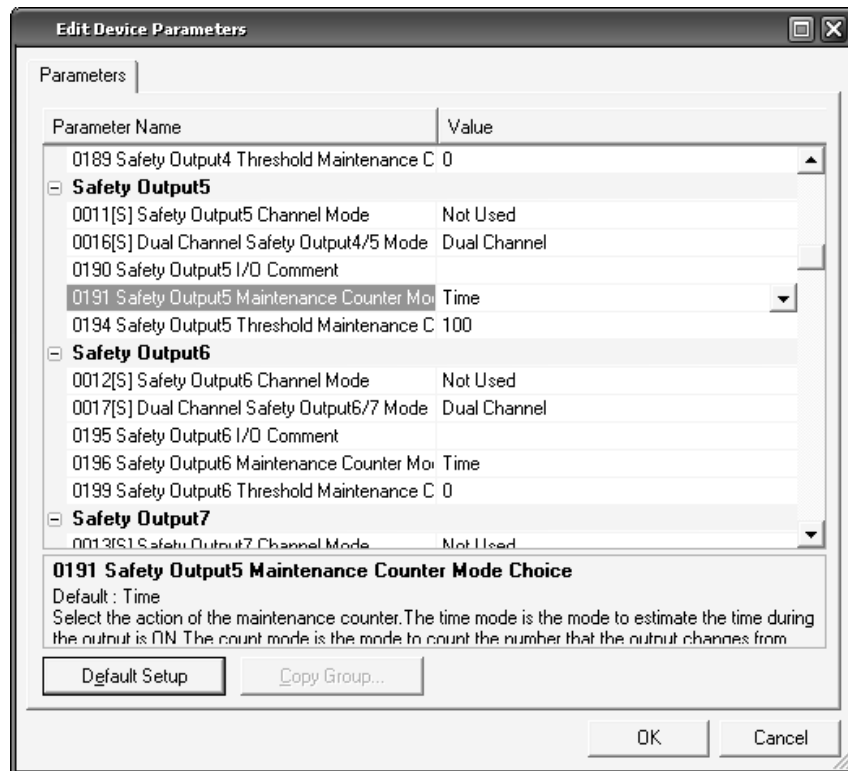 Edit Device Parameters
Parameters
Parameter Name Value
0189 Safety Output4 Threshold Maintenance C 0
Safety Output5
0011[S] Safety Output5 Channel Mode Not Used
0016[S] Dual Channel Safety Output4/5 Mode Dual Channel
0190 Safety Output5 I/O Comment
0191 Safety Output5 Maintenance Counter Mo Time
0194 Safety Output5 Threshold Maintenance C 100
Safety Output6
0012[S] Safety Output6 Channel Mode Not Used
0017[S] Dual Channel Safety Output6/7 Mode Dual Channel
0195 Safety Output6 I/O Comment
0196 Safety Output6 Maintenance Counter Mo Time
0199 Safety Output6 Threshold Maintenance C 0
Safety Output7
0013[S] Safety Output7 Channel Mode Not Used
0191 Safety Output5 Maintenance Counter Mode Choice
Default : Time
Select the action of the maintenance counter.The time mode is the mode to estimate the time during
the output is ON. The count mode is the mode to count the number that the output changes from
Default Setup Copy Group...
OK Cancel